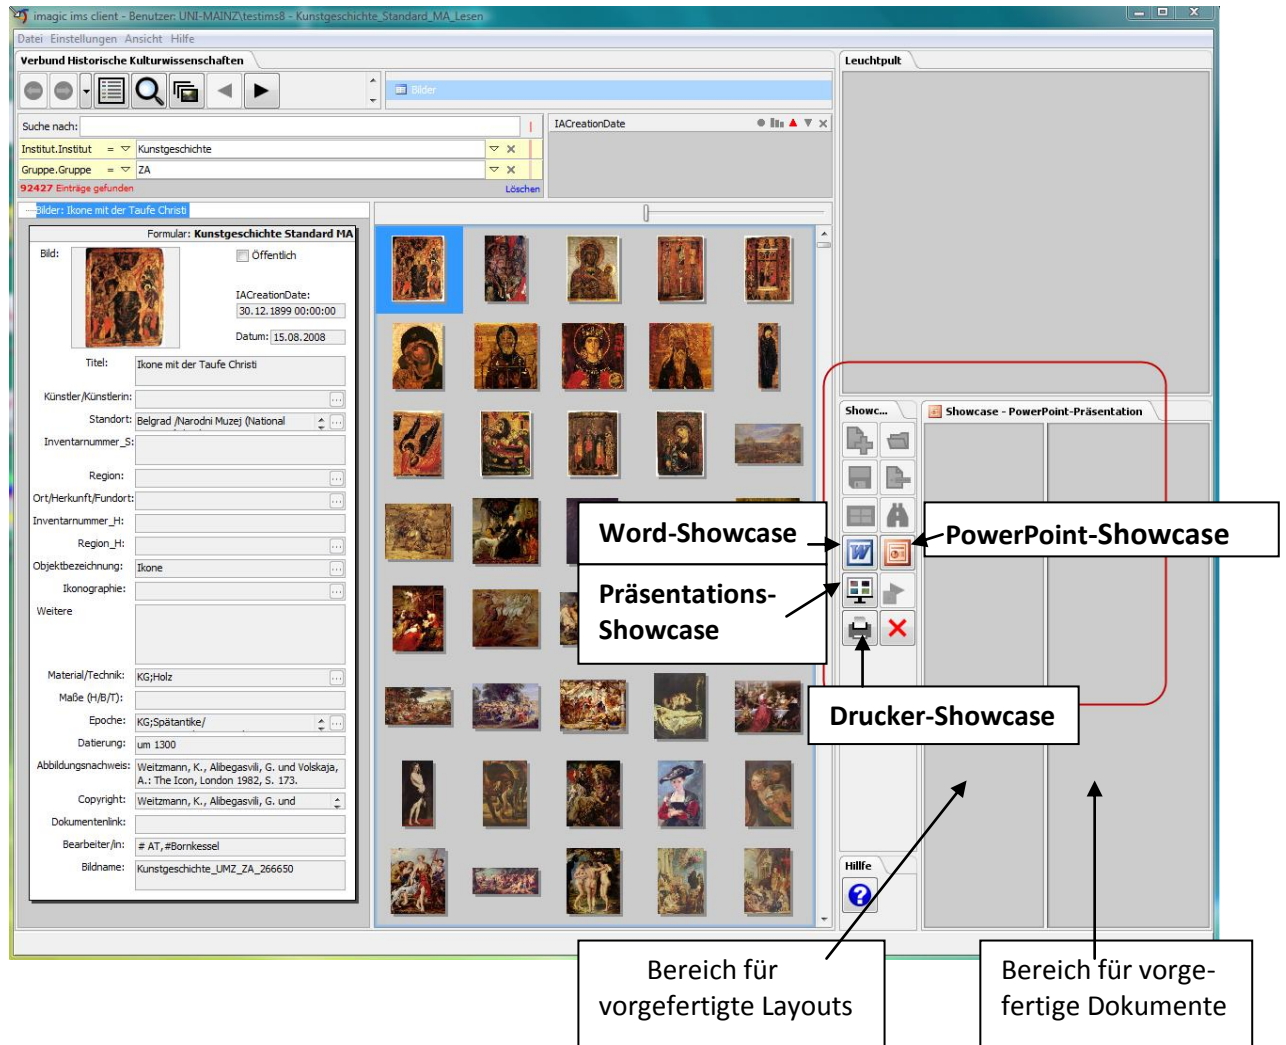 imagic ims client - Benutzer: UNI-MAINZ\testims8 - Kunstgeschichte_Standard_MA_Lesen
Datei Einstellungen Ansicht Hilfe
Verbund Historische Kulturwissenschaften
Bilder
Suche nach:
Institut.Institut = Kunstgeschichte
Gruppe.Gruppe = ZA
92427 Einträge gefunden Löschen
IACreationDate
Bilder: Ikone mit der Taufe Christi
Formular: Kunstgeschichte Standard MA
Bild:
Öffentlich
IACreationDate:
30.12.1899 00:00:00
Datum: 15.08.2008
Titel: Ikone mit der Taufe Christi
Künstler/Künstlerin:
Standort: Belgrad /Narodni Muzej (National
Inventarnummer_S:
Region:
Ort/Herkunft/Fundort:
Inventarnummer_H:
Region_H:
Objektbezeichnung: Ikone
Ikonographie:
Weitere
Material/Technik: KG;Holz
Maße (H/B/T):
Epoche: KG;Spätantike/
Datierung: um 1300
Abbildungsnachweis: Weitzmann, K., Alibegasvili, G. und Volskaja,
A.: The Icon, London 1982, S. 173.
Copyright: Weitzmann, K., Alibegasvili, G. und
Dokumentenlink:
Bearbeiter/in: # AT,#Bornkessel
Bildname: Kunstgeschichte_UMZ_ZA_266650
Leuchtpult
Showc...
Showcase - PowerPoint-Präsentation
Word-Showcase
PowerPoint-Showcase
Präsentations-
Showcase
Drucker-Showcase
Hillfe
Bereich für
vorgefertigte Layouts
Bereich für vorge-
fertige Dokumente